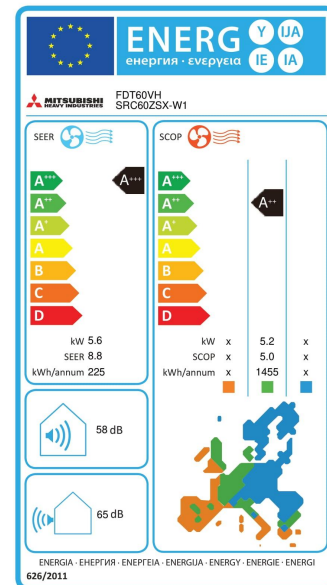 ENERG Y IJA
енергия · ενεργεια IE IA
MITSUBISHI HEAVY INDUSTRIES
FDT60VH
SRC60ZSX-W1
SEER
A+++
A++
A+
A
B
C
D
A+++
kW 5.6
SEER 8.8
kWh/annum 225
SCOP
A+++
A++
A+
A
B
C
D
A++
kW x 5.2 x
SCOP x 5.0 x
kWh/annum x 1455 x
58 dB
65 dB
ENERGIA · ЕНЕРГИЯ · ΕΝΕΡΓΕΙΑ · ENERGIJA · ENERGY · ENERGIE · ENERGI
626/2011